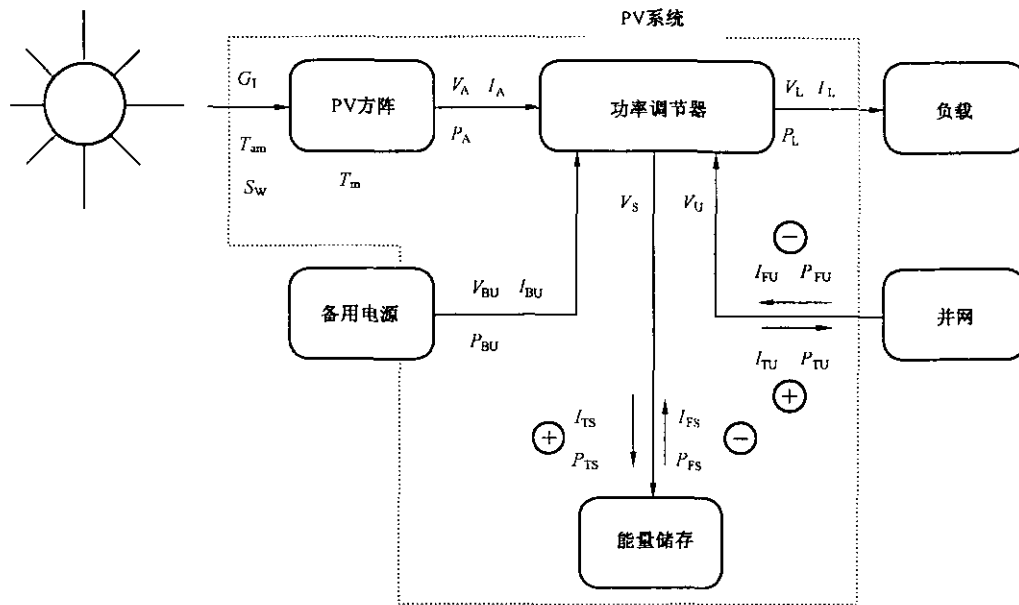 PV系统
G_I
T_am
S_W
PV方阵
T_m
V_A I_A
P_A
功率调节器
V_L I_L
P_L
负载
V_S
V_U
备用电源
V_BU I_BU
P_BU
−
I_FU P_FU
并网
I_TU P_TU
+
+
I_TS
P_TS
I_FS
P_FS
−
能量储存